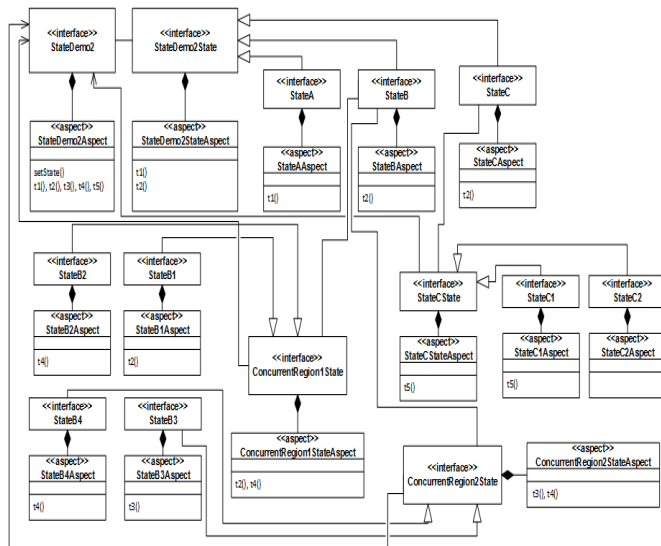 <<interface>>
StateDemo2
<<interface>>
StateDemo2State
<<interface>>
StateA
<<interface>>
StateB
<<interface>>
StateC
<<aspect>>
StateDemo2Aspect
setState()
t1(), t2(), t3(), t4(), t5()
<<aspect>>
StateDemo2StateAspect
t1()
t2()
<<aspect>>
StateAAspect
t1()
<<aspect>>
StateBAspect
t2()
<<aspect>>
StateCAspect
t2()
<<interface>>
StateB2
<<interface>>
StateB1
<<interface>>
StateCState
<<interface>>
StateC1
<<interface>>
StateC2
<<aspect>>
StateB2Aspect
t4()
<<aspect>>
StateB1Aspect
t2()
<<aspect>>
StateCStateAspect
t5()
<<aspect>>
StateC1Aspect
t5()
<<aspect>>
StateC2Aspect
<<interface>>
ConcurrentRegion1State
<<interface>>
StateB4
<<interface>>
StateB3
<<aspect>>
ConcurrentRegion1StateAspect
t2(), t4()
<<aspect>>
StateB4Aspect
t4()
<<aspect>>
StateB3Aspect
t3()
<<interface>>
ConcurrentRegion2State
<<aspect>>
ConcurrentRegion2StateAspect
t3(), t4()